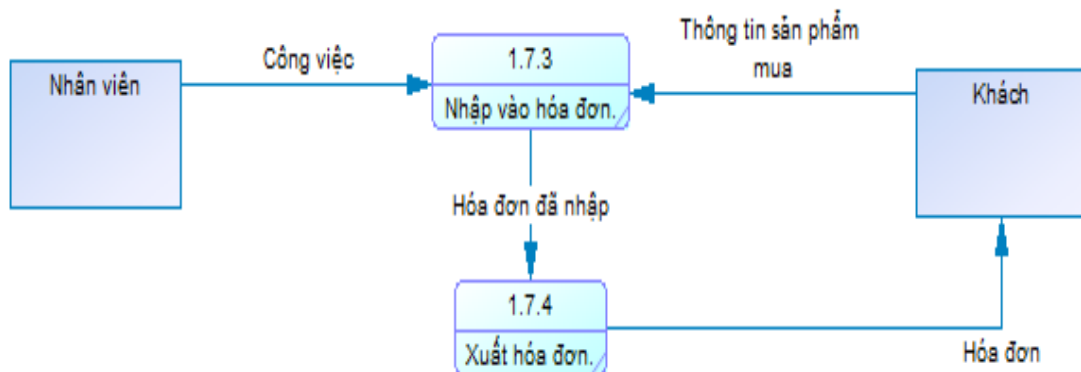 Nhân viên
Công việc
1.7.3
Nhập vào hóa đơn.
Thông tin sản phẩm
mua
Khách
Hóa đơn đã nhập
1.7.4
Xuất hóa đơn.
Hóa đơn